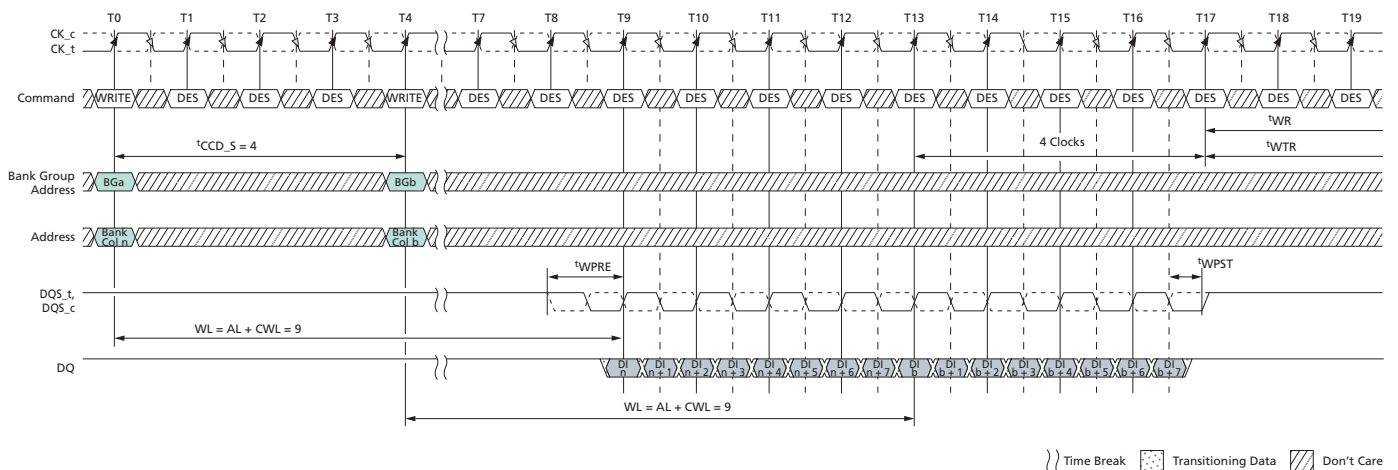 T0 T1 T2 T3 T4 T7 T8 T9 T10 T11 T12 T13 T14 T15 T16 T17 T18 T19
CK_c
CK_t
Command WRITE DES DES DES WRITE DES DES DES DES DES DES DES DES DES DES DES DES DES
tWR
tCCD_S = 4 4 Clocks tWTR
Bank Group
Address BGa BGb
Address Bank
Col n Bank
Col b
tWPRE tWPST
DQS_t,
DQS_c
WL = AL + CWL = 9
DQ DI
n DI
n + 1 DI
n + 2 DI
n + 3 DI
n + 4 DI
n + 5 DI
n + 6 DI
n + 7 DI
b DI
b + 1 DI
b + 2 DI
b + 3 DI
b + 4 DI
b + 5 DI
b + 6 DI
b + 7
WL = AL + CWL = 9
Time Break Transitioning Data Don't Care